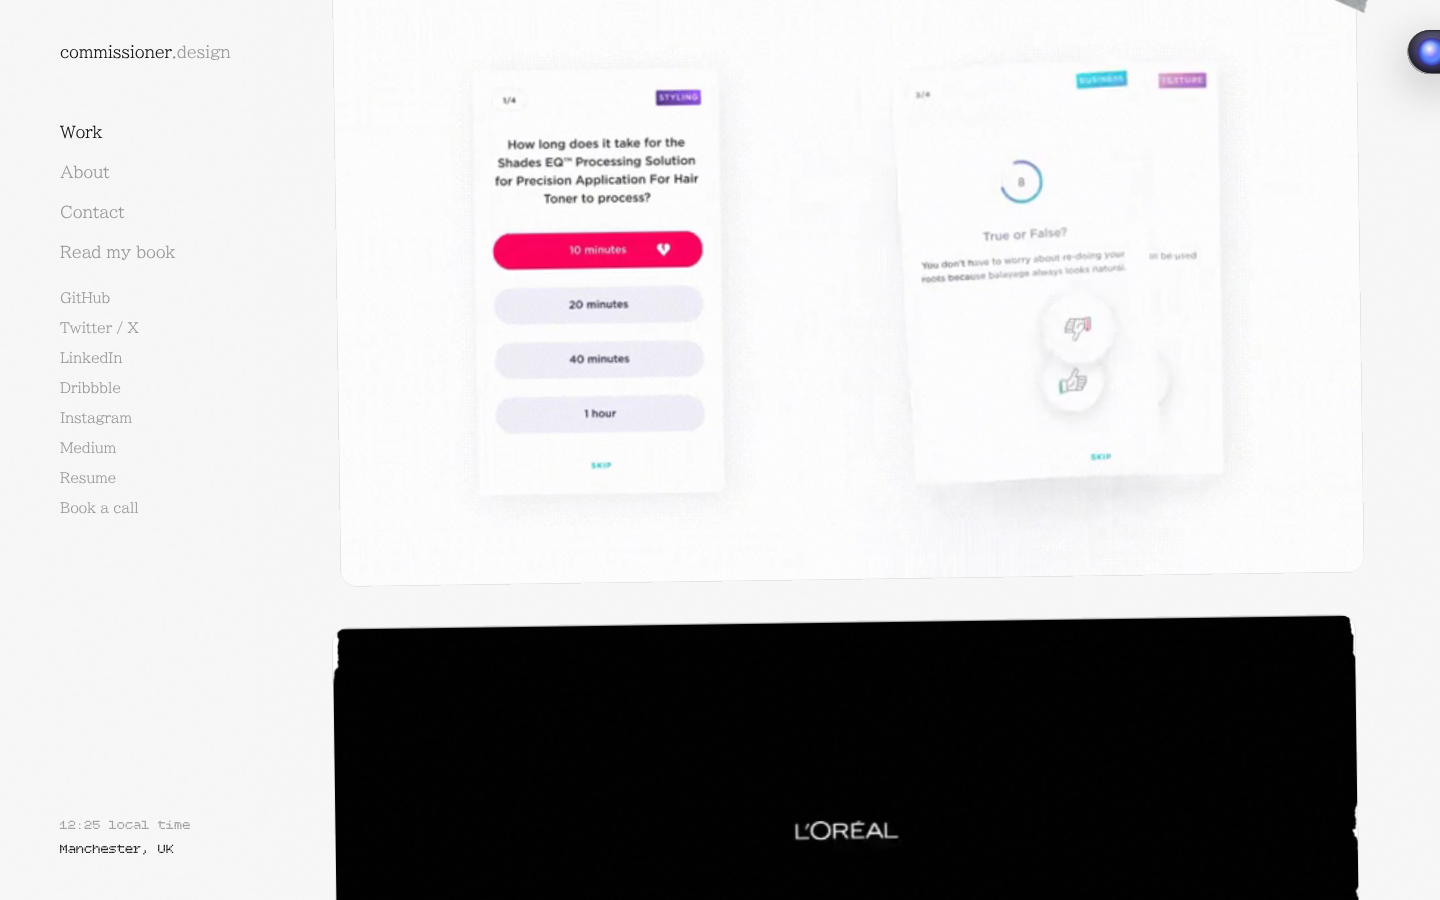 commissioner.design
Work
About
Contact
Read my book
GitHub
Twitter / X
LinkedIn
Dribbble
Instagram
Medium
Resume
Book a call
12:25 local time
Manchester, UK
1/4
STYLING
How long does it take for the
Shades EQ™ Processing Solution
for Precision Application For Hair
Toner to process?
10 minutes
20 minutes
40 minutes
1 hour
SKIP
3/4
BUSINESS
TEXTURE
8
True or False?
You don't have to worry about re-doing your
roots because balayage always looks natural.
be used
SKIP
L'ORÉAL